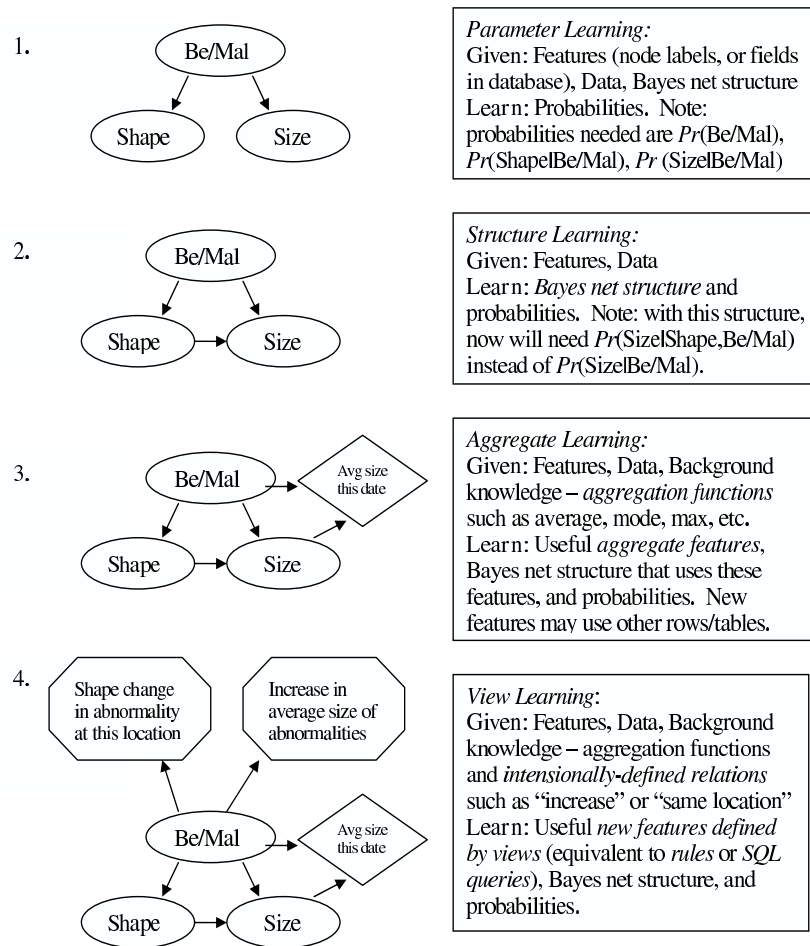 1.
Be/Mal
Shape
Size
Parameter Learning:
Given: Features (node labels, or fields
in database), Data, Bayes net structure
Learn: Probabilities. Note:
probabilities needed are Pr(Be/Mal),
Pr(Shape|Be/Mal), Pr (Size|Be/Mal)
2.
Be/Mal
Shape
Size
Structure Learning:
Given: Features, Data
Learn: Bayes net structure and
probabilities. Note: with this structure,
now will need Pr(Size|Shape,Be/Mal)
instead of Pr(Size|Be/Mal).
3.
Be/Mal
Avg size
this date
Shape
Size
Aggregate Learning:
Given: Features, Data, Background
knowledge – aggregation functions
such as average, mode, max, etc.
Learn: Useful aggregate features,
Bayes net structure that uses these
features, and probabilities. New
features may use other rows/tables.
4.
Shape change
in abnormality
at this location
Increase in
average size of
abnormalities
Be/Mal
Avg size
this date
Shape
Size
View Learning:
Given: Features, Data, Background
knowledge – aggregation functions
and intensionally-defined relations
such as “increase” or “same location”
Learn: Useful new features defined
by views (equivalent to rules or SQL
queries), Bayes net structure, and
probabilities.